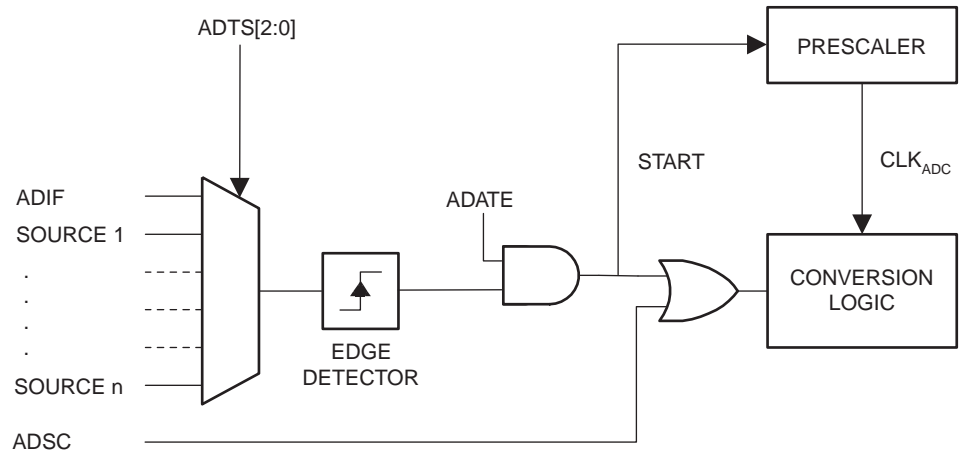 ADTS[2:0]
PRESCALER
START
CLKADC
ADIF
ADATE
SOURCE 1
.
.
.
.
CONVERSION
LOGIC
EDGE
DETECTOR
SOURCE n
ADSC